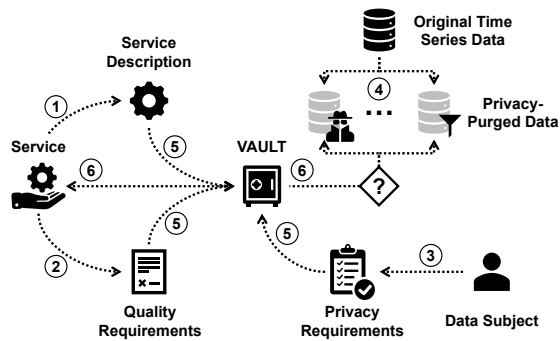 Original Time
Series Data
Service
Description
4
1
Privacy-
Purged Data
Service
5
VAULT
6
6
?
5
5
2
3
Quality
Requirements
Privacy
Requirements
Data Subject